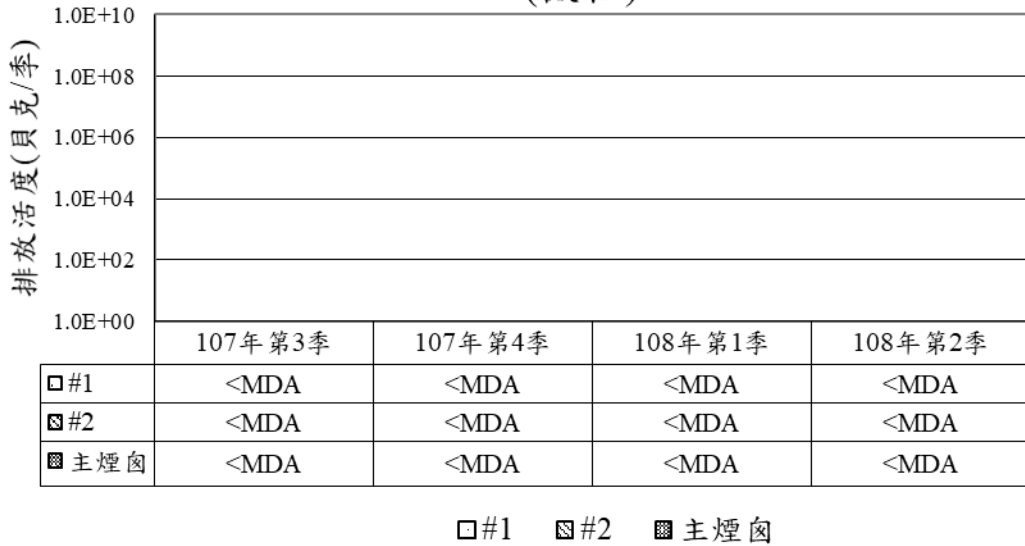 1.0E+10
1.0E+08
1.0E+06
1.0E+04
1.0E+02
1.0E+00
排放活度(貝克/季)
107年第3季 107年第4季 108年第1季 108年第2季
#1 <MDA <MDA <MDA <MDA
#2 <MDA <MDA <MDA <MDA
主煙囪 <MDA <MDA <MDA <MDA
#1 #2 主煙囪